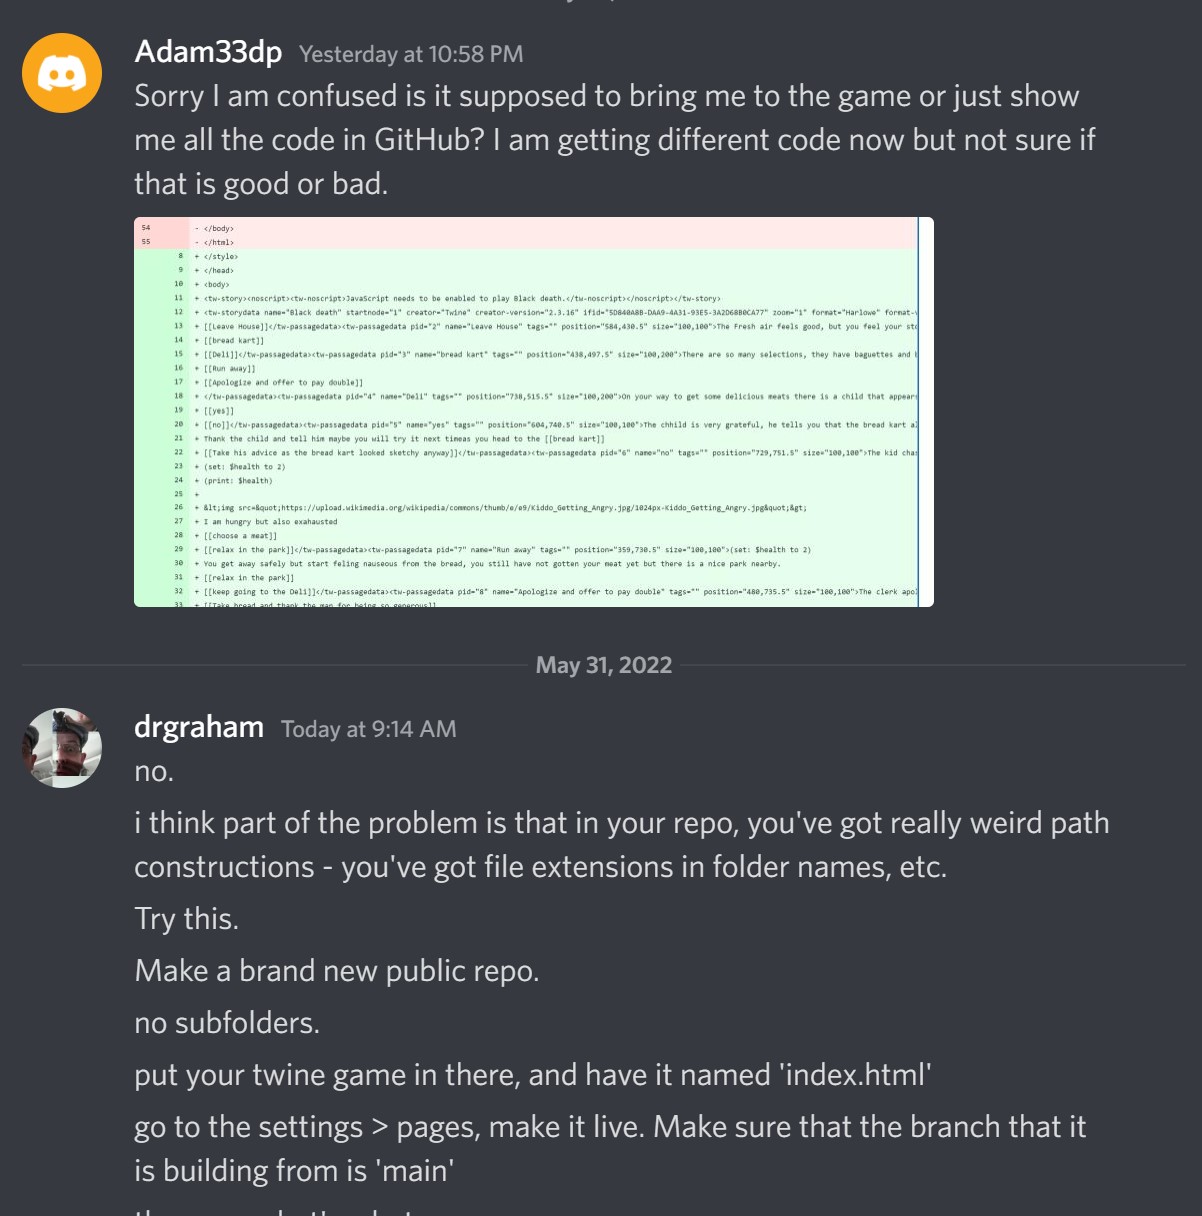 Adam33dp Yesterday at 10:58 PM
Sorry I am confused is it supposed to bring me to the game or just show
me all the code in GitHub? I am getting different code now but not sure if
that is good or bad.
54 - </body>
55 - </html>
8 + </style>
9 + </head>
10 + <body>
11 + <tw-story><noscript><tw-noscript>JavaScript needs to be enabled to play Black death.</tw-noscript></noscript></tw-story>
12 + <tw-storydata name="Black death" startnode="1" creator="Twine" creator-version="2.3.16" ifid="5D840A8B-DAA9-4A31-93E5-3A2D68B0CA77" zoom="1" format="Harlowe" format-v
13 + [[Leave House]]</tw-passagedata><tw-passagedata pid="2" name="Leave House" tags="" position="584,430.5" size="100,100">The Fresh air feels good, but you feel your sto
14 + [[bread kart]]
15 + [[Deli]]</tw-passagedata><tw-passagedata pid="3" name="bread kart" tags="" position="438,497.5" size="100,200">There are so many selections, they have baguettes and
16 + [[Run away]]
17 + [[Apologize and offer to pay double]]
18 + </tw-passagedata><tw-passagedata pid="4" name="Deli" tags="" position="738,515.5" size="100,200">On your way to get some delicious meats there is a child that appear
19 + [[yes]]
20 + [[no]]</tw-passagedata><tw-passagedata pid="5" name="yes" tags="" position="604,740.5" size="100,100">The chhild is very grateful, he tells you that the bread kart a
21 + Thank the child and tell him maybe you will try it next timeas you head to the [[bread kart]]
22 + [[Take his advice as the bread kart looked sketchy anyway]]</tw-passagedata><tw-passagedata pid="6" name="no" tags="" position="729,751.5" size="100,100">The kid cha
23 + (set: $health to 2)
24 + (print: $health)
25 +
26 + &lt;img src=&quot;https://upload.wikimedia.org/wikipedia/commons/thumb/e/e9/Kiddo_Getting_Angry.jpg/1024px-Kiddo_Getting_Angry.jpg&quot;&gt;
27 + I am hungry but also exahausted
28 + [[choose a meat]]
29 + [[relax in the park]]</tw-passagedata><tw-passagedata pid="7" name="Run away" tags="" position="359,730.5" size="100,100">(set: $health to 2)
30 + You get away safely but start feling nauseous from the bread, you still have not gotten your meat yet but there is a nice park nearby.
31 + [[relax in the park]]
32 + [[keep going to the Deli]]</tw-passagedata><tw-passagedata pid="8" name="Apologize and offer to pay double" tags="" position="480,735.5" size="100,100">The clerk apo
33 + [[Take bread and thank the man for being so generous]]
May 31, 2022
drgraham Today at 9:14 AM
no.
i think part of the problem is that in your repo, you've got really weird path
constructions - you've got file extensions in folder names, etc.
Try this.
Make a brand new public repo.
no subfolders.
put your twine game in there, and have it named 'index.html'
go to the settings > pages, make it live. Make sure that the branch that it
is building from is 'main'